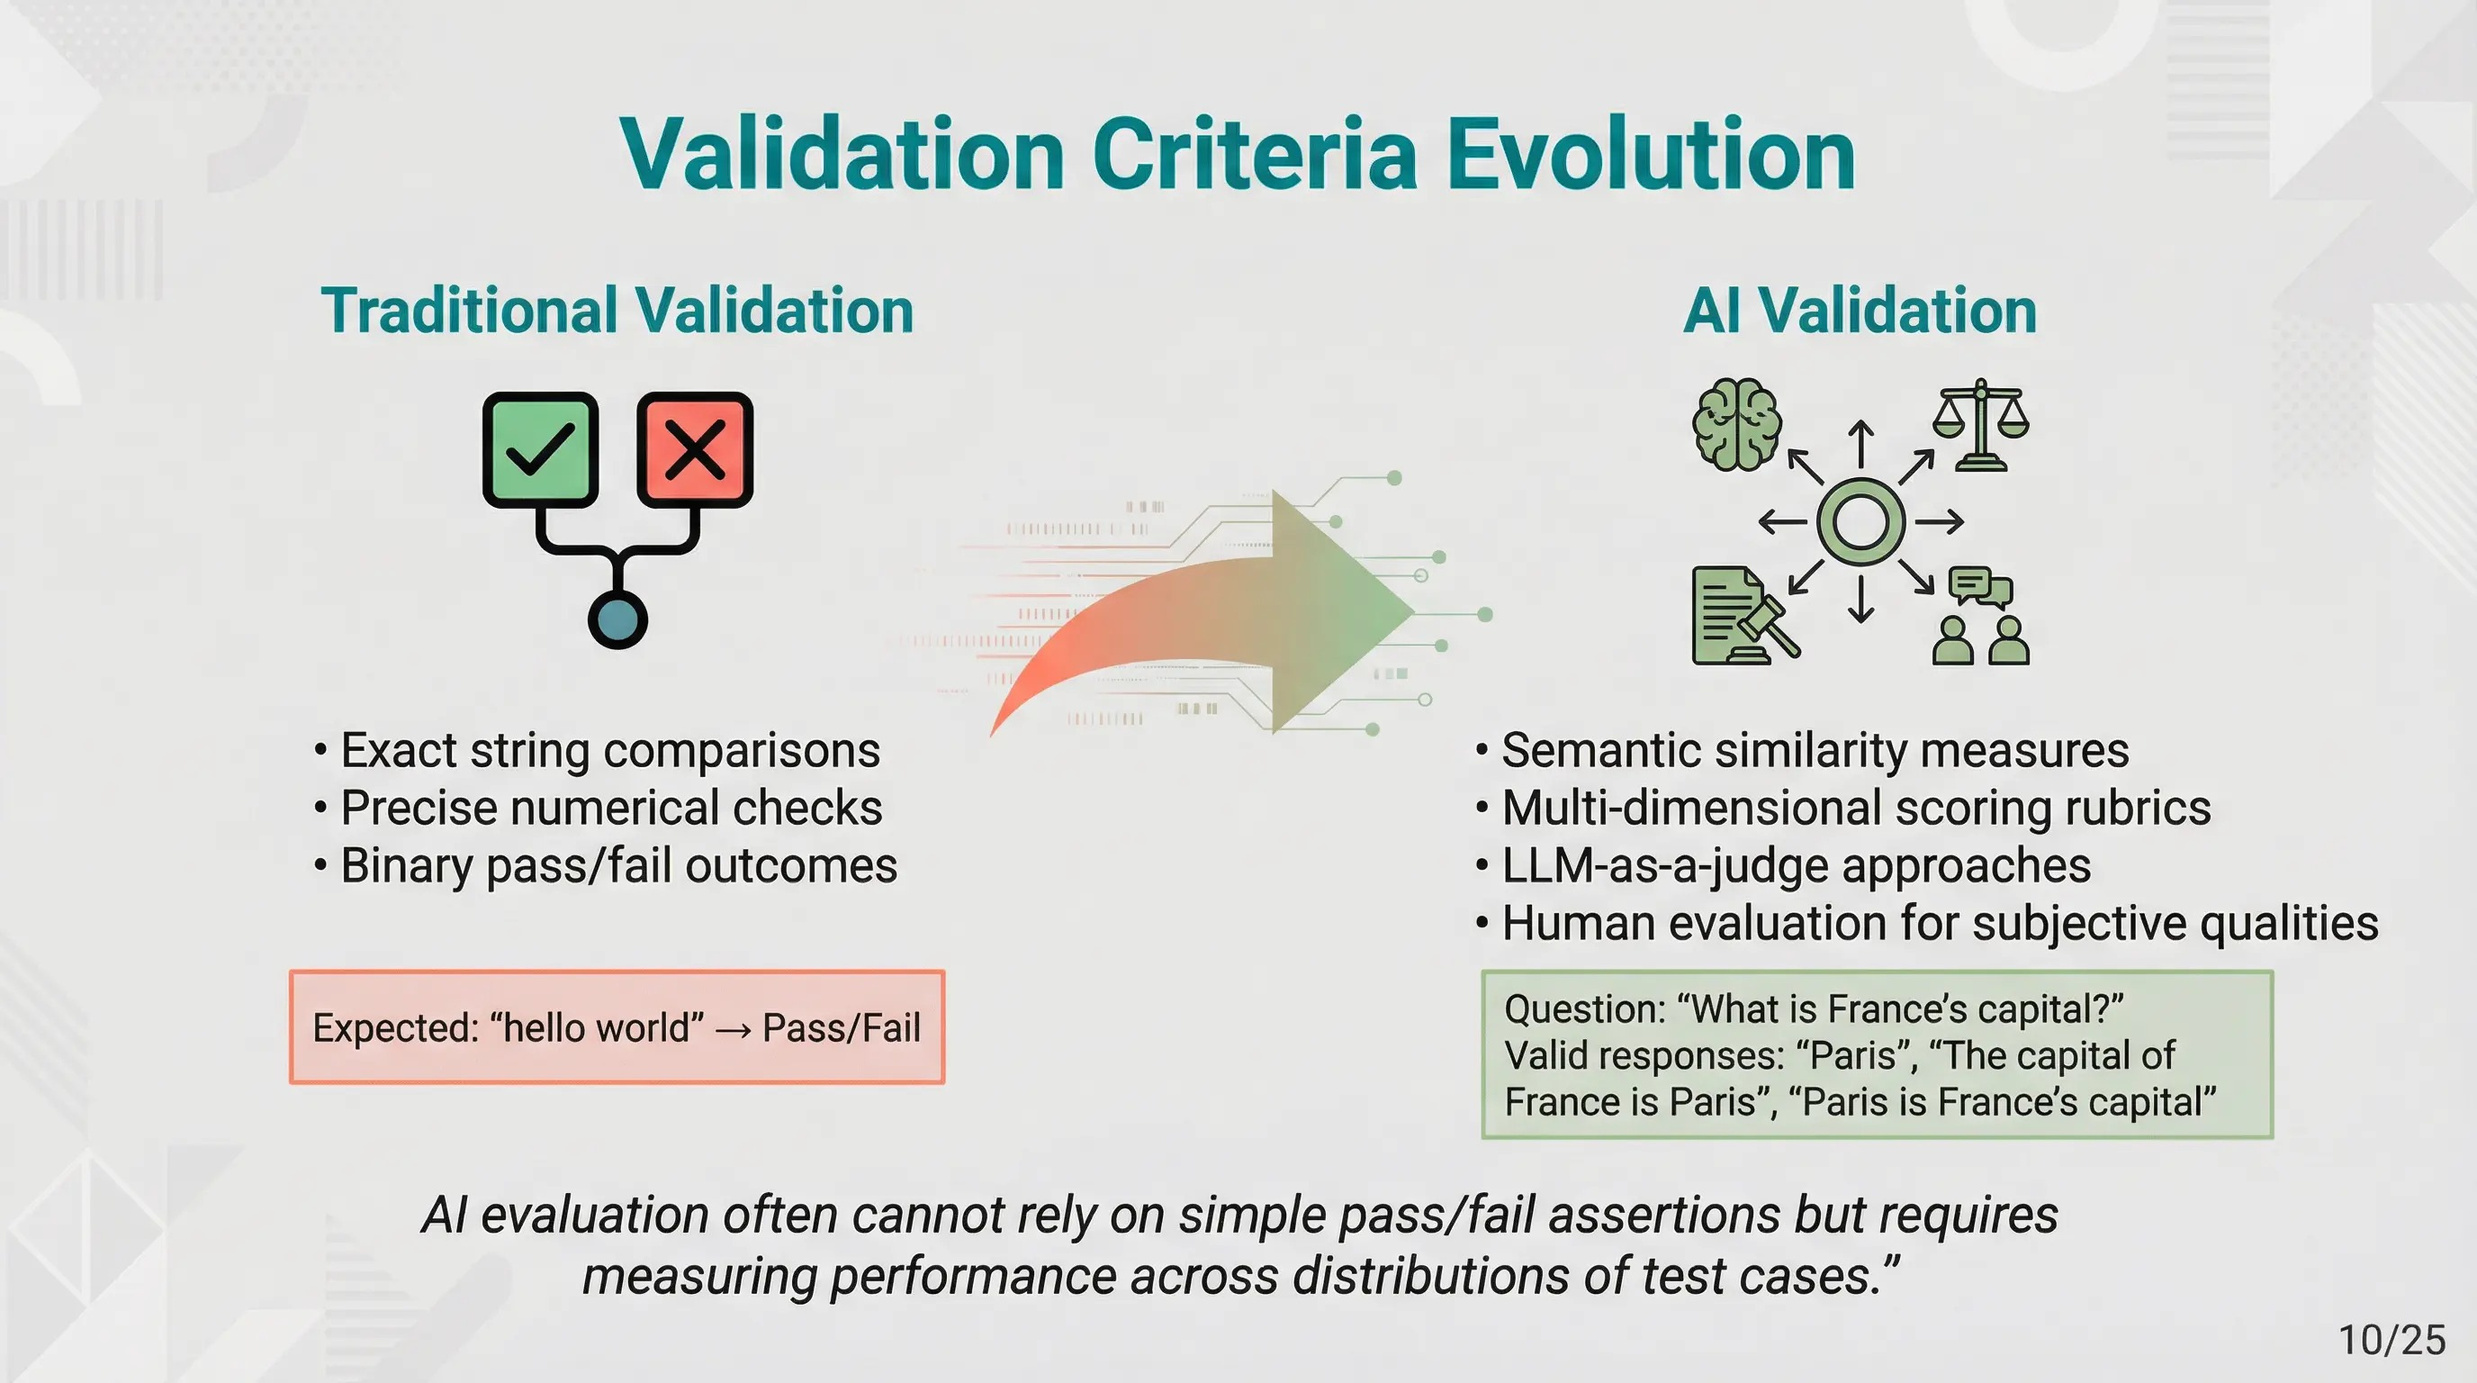 Validation Criteria Evolution
Traditional Validation
• Exact string comparisons
• Precise numerical checks
• Binary pass/fail outcomes
Expected: “hello world” → Pass/Fail
AI Validation
• Semantic similarity measures
• Multi-dimensional scoring rubrics
• LLM-as-a-judge approaches
• Human evaluation for subjective qualities
Question: “What is France’s capital?”
Valid responses: “Paris”, “The capital of
France is Paris”, “Paris is France’s capital”
AI evaluation often cannot rely on simple pass/fail assertions but requires
measuring performance across distributions of test cases.”
10/25